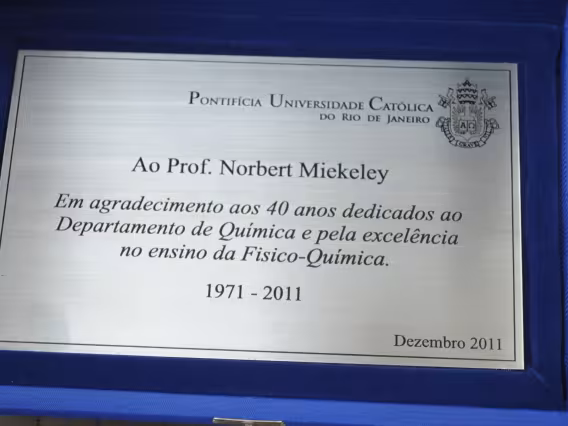 Pontifícia Universidade Católica
do Rio de Janeiro
Ao Prof. Norbert Miekeley
Em agradecimento aos 40 anos dedicados ao
Departamento de Química e pela excelência
no ensino da Fisico-Química.
1971 - 2011
Dezembro 2011